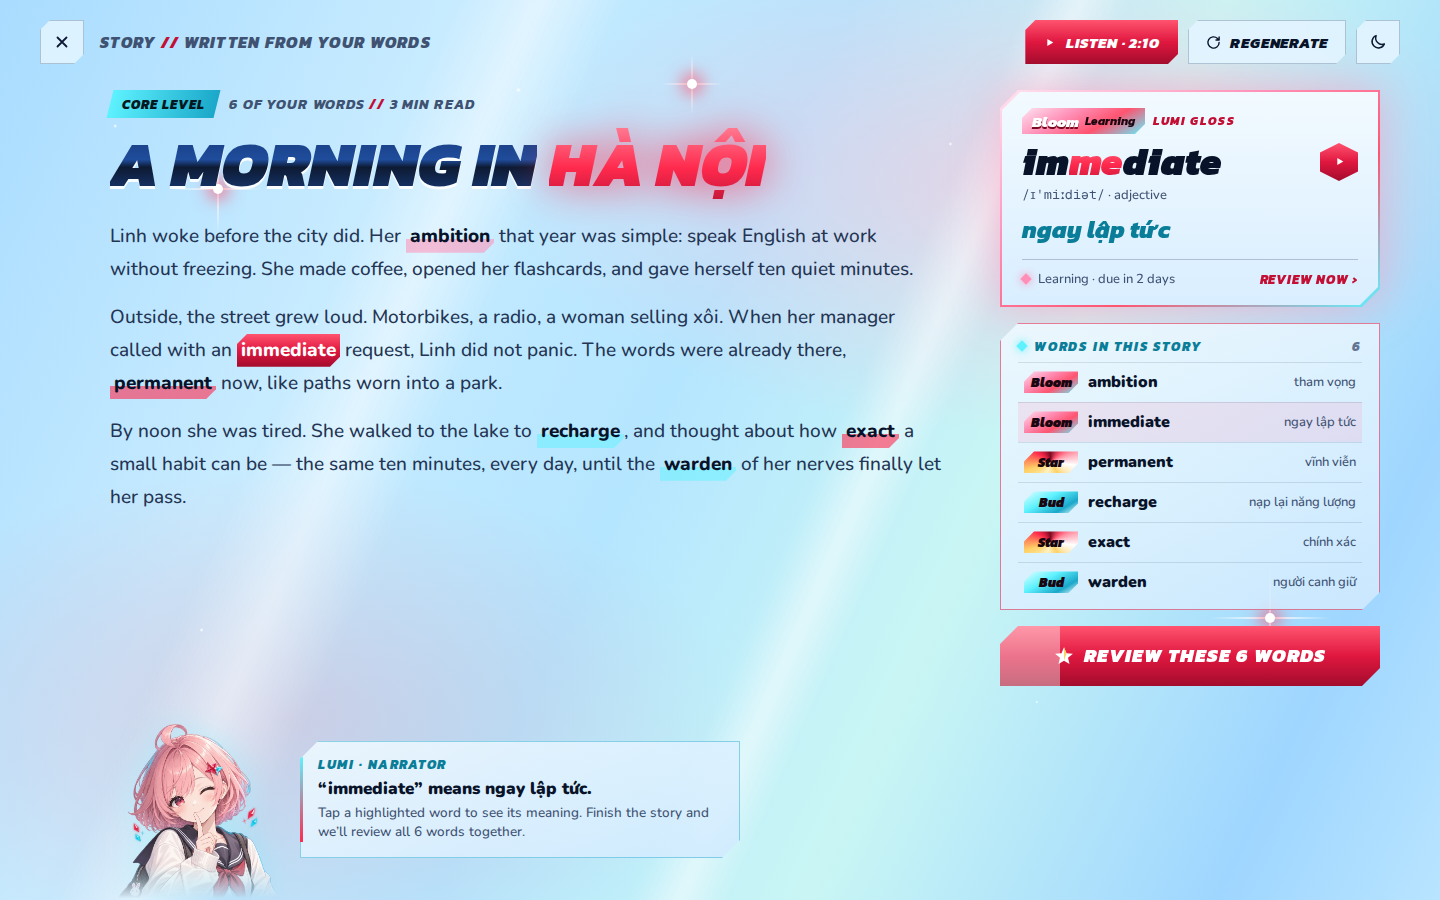 STORY // WRITTEN FROM YOUR WORDS
LISTEN · 2:10
REGENERATE
CORE LEVEL
6 OF YOUR WORDS // 3 MIN READ
A MORNING IN HÀ NỘI
Linh woke before the city did. Her ambition that year was simple: speak English at work
without freezing. She made coffee, opened her flashcards, and gave herself ten quiet minutes.
Outside, the street grew loud. Motorbikes, a radio, a woman selling xôi. When her manager
called with an immediate request, Linh did not panic. The words were already there,
permanent now, like paths worn into a park.
By noon she was tired. She walked to the lake to recharge, and thought about how exact a
small habit can be — the same ten minutes, every day, until the warden of her nerves finally let
her pass.
Bloom Learning LUMI GLOSS
immediate
/ɪˈmiːdiət/ · adjective
ngay lập tức
Learning · due in 2 days
REVIEW NOW ›
WORDS IN THIS STORY 6
Bloom ambition tham vọng
Bloom immediate ngay lập tức
Star permanent vĩnh viễn
Bud recharge nạp lại năng lượng
Star exact chính xác
Bud warden người canh giữ
REVIEW THESE 6 WORDS
LUMI · NARRATOR
“immediate” means ngay lập tức.
Tap a highlighted word to see its meaning. Finish the story and
we’ll review all 6 words together.